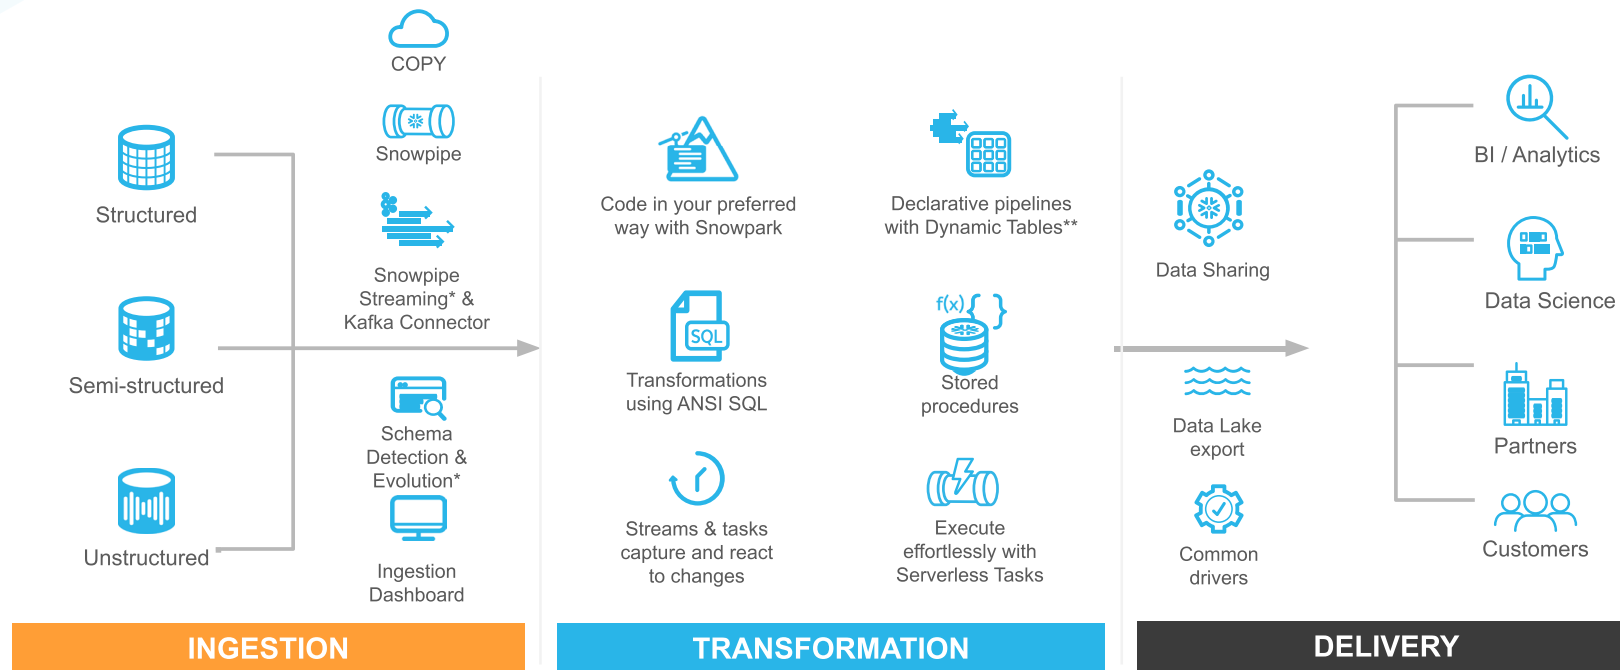 COPY
Snowpipe
Snowpipe
Streaming* &
Kafka Connector
Schema
Detection &
Evolution*
Ingestion
Dashboard
Structured
Semi-structured
Unstructured
INGESTION
Code in your preferred
way with Snowpark
Declarative pipelines
with Dynamic Tables**
SQL
Transformations
using ANSI SQL
f(x) { }
Stored
procedures
Streams & tasks
capture and react
to changes
Execute
effortlessly with
Serverless Tasks
TRANSFORMATION
Data Sharing
Data Lake
export
Common
drivers
BI / Analytics
Data Science
Partners
Customers
DELIVERY